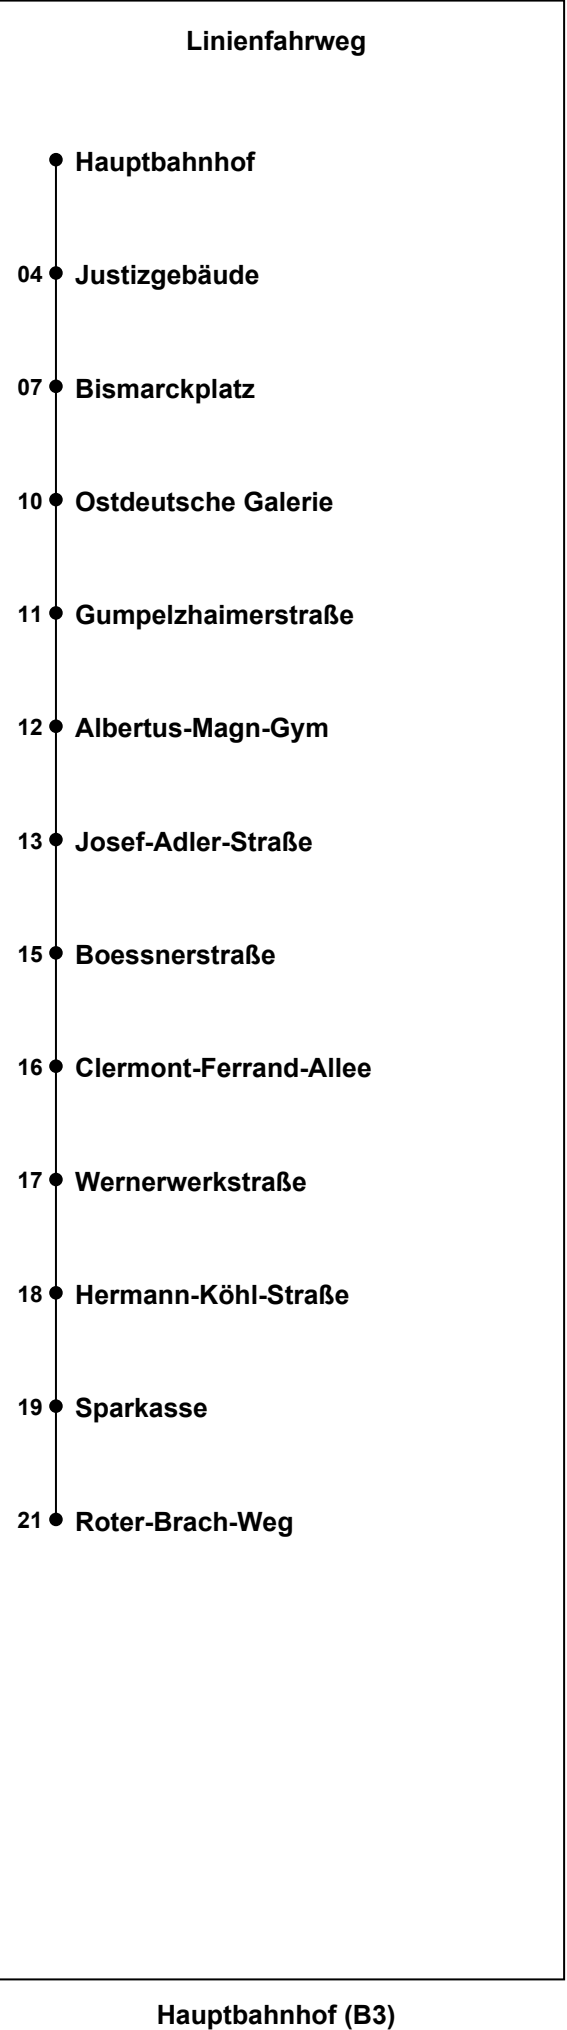 Linienfahrweg
Hauptbahnhof
04 Justizgebäude
07 Bismarckplatz
10 Ostdeutsche Galerie
11 Gumpelzhaimerstraße
12 Albertus-Magn-Gym
13 Josef-Adler-Straße
15 Boessnerstraße
16 Clermont-Ferrand-Allee
17 Wernerwerkstraße
18 Hermann-Köhl-Straße
19 Sparkasse
21 Roter-Brach-Weg
Hauptbahnhof (B3)